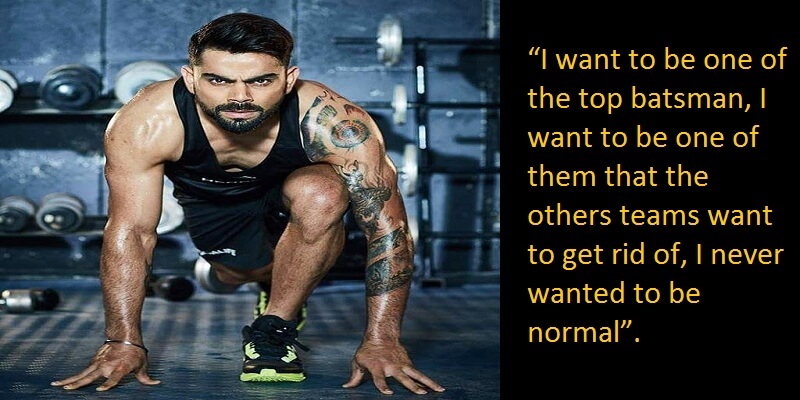 “I want to be one of
the top batsman, I
want to be one of
them that the
others teams want
to get rid of, I never
wanted to be
normal”.